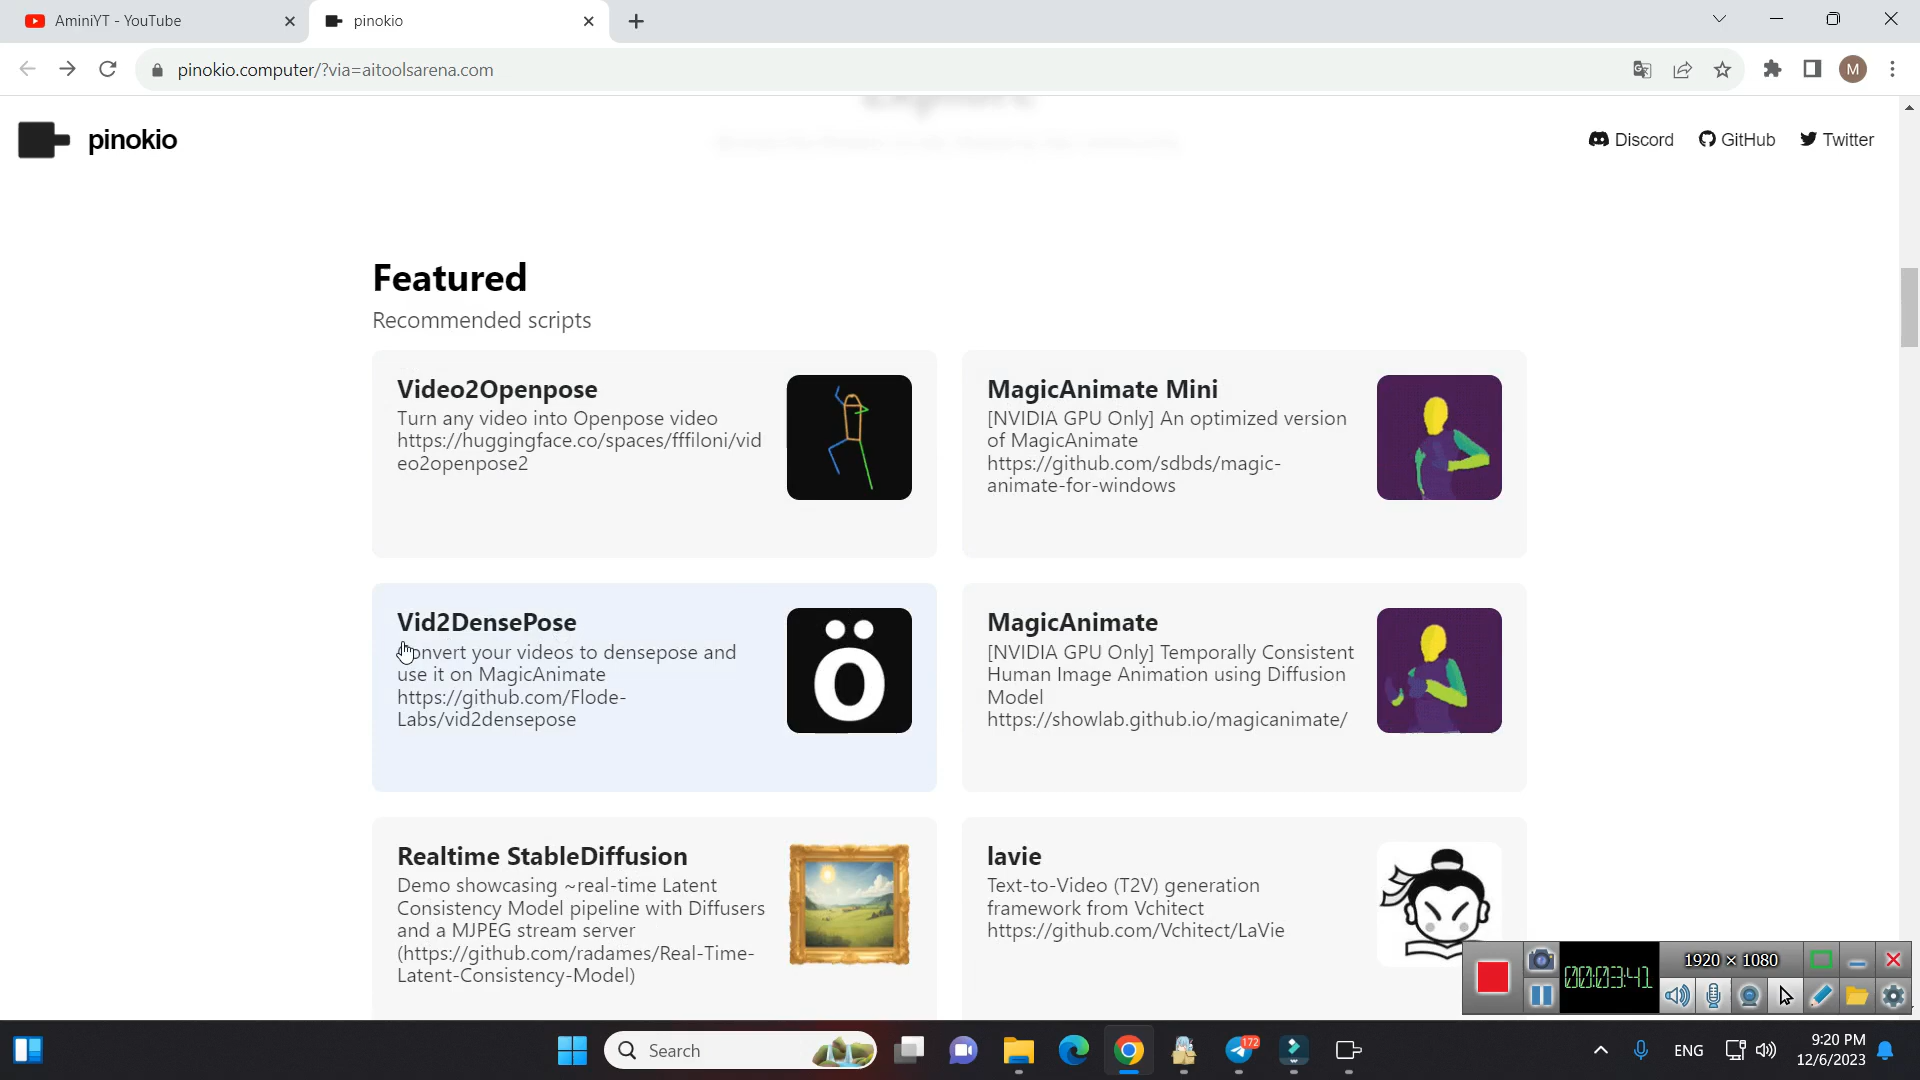 AminiYT - YouTube
pinokio
pinokio.computer/?via=aitoolsarena.com
M
pinokio
Discord
GitHub
Twitter
Featured
Recommended scripts
Video2Openpose
Turn any video into Openpose video
https://huggingface.co/spaces/fffiloni/vid
eo2openpose2
MagicAnimate Mini
[NVIDIA GPU Only] An optimized version
of MagicAnimate
https://github.com/sdbds/magic-
animate-for-windows
Vid2DensePose
Convert your videos to densepose and
use it on MagicAnimate
https://github.com/Flode-
Labs/vid2densepose
ö
MagicAnimate
[NVIDIA GPU Only] Temporally Consistent
Human Image Animation using Diffusion
Model
https://showlab.github.io/magicanimate/
Realtime StableDiffusion
Demo showcasing ~real-time Latent
Consistency Model pipeline with Diffusers
and a MJPEG stream server
(https://github.com/radames/Real-Time-
Latent-Consistency-Model)
lavie
Text-to-Video (T2V) generation
framework from Vchitect
https://github.com/Vchitect/LaVie
00:03:41
1920 × 1080
Search
172
ENG
9:20 PM
12/6/2023